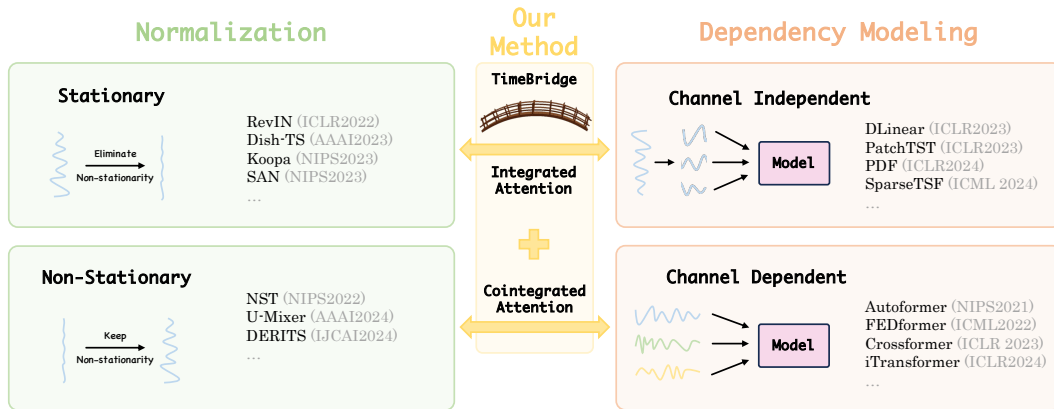 Normalization
Stationary
Eliminate
Non-stationarity
RevIN (ICLR2022)
Dish-TS (AAAI2023)
Koopa (NIPS2023)
SAN (NIPS2023)
...
Non-Stationary
Keep
Non-stationarity
NST (NIPS2022)
U-Mixer (AAAI2024)
DERITS (IJCAI2024)
...
Our
Method
TimeBridge
Integrated
Attention
Cointegrated
Attention
Dependency Modeling
Channel Independent
Model
DLinear (ICLR2023)
PatchTST (ICLR2023)
PDF (ICLR2024)
SparseTSF (ICML 2024)
...
Channel Dependent
Model
Autoformer (NIPS2021)
FEDformer (ICML2022)
Crossformer (ICLR 2023)
iTransformer (ICLR2024)
...